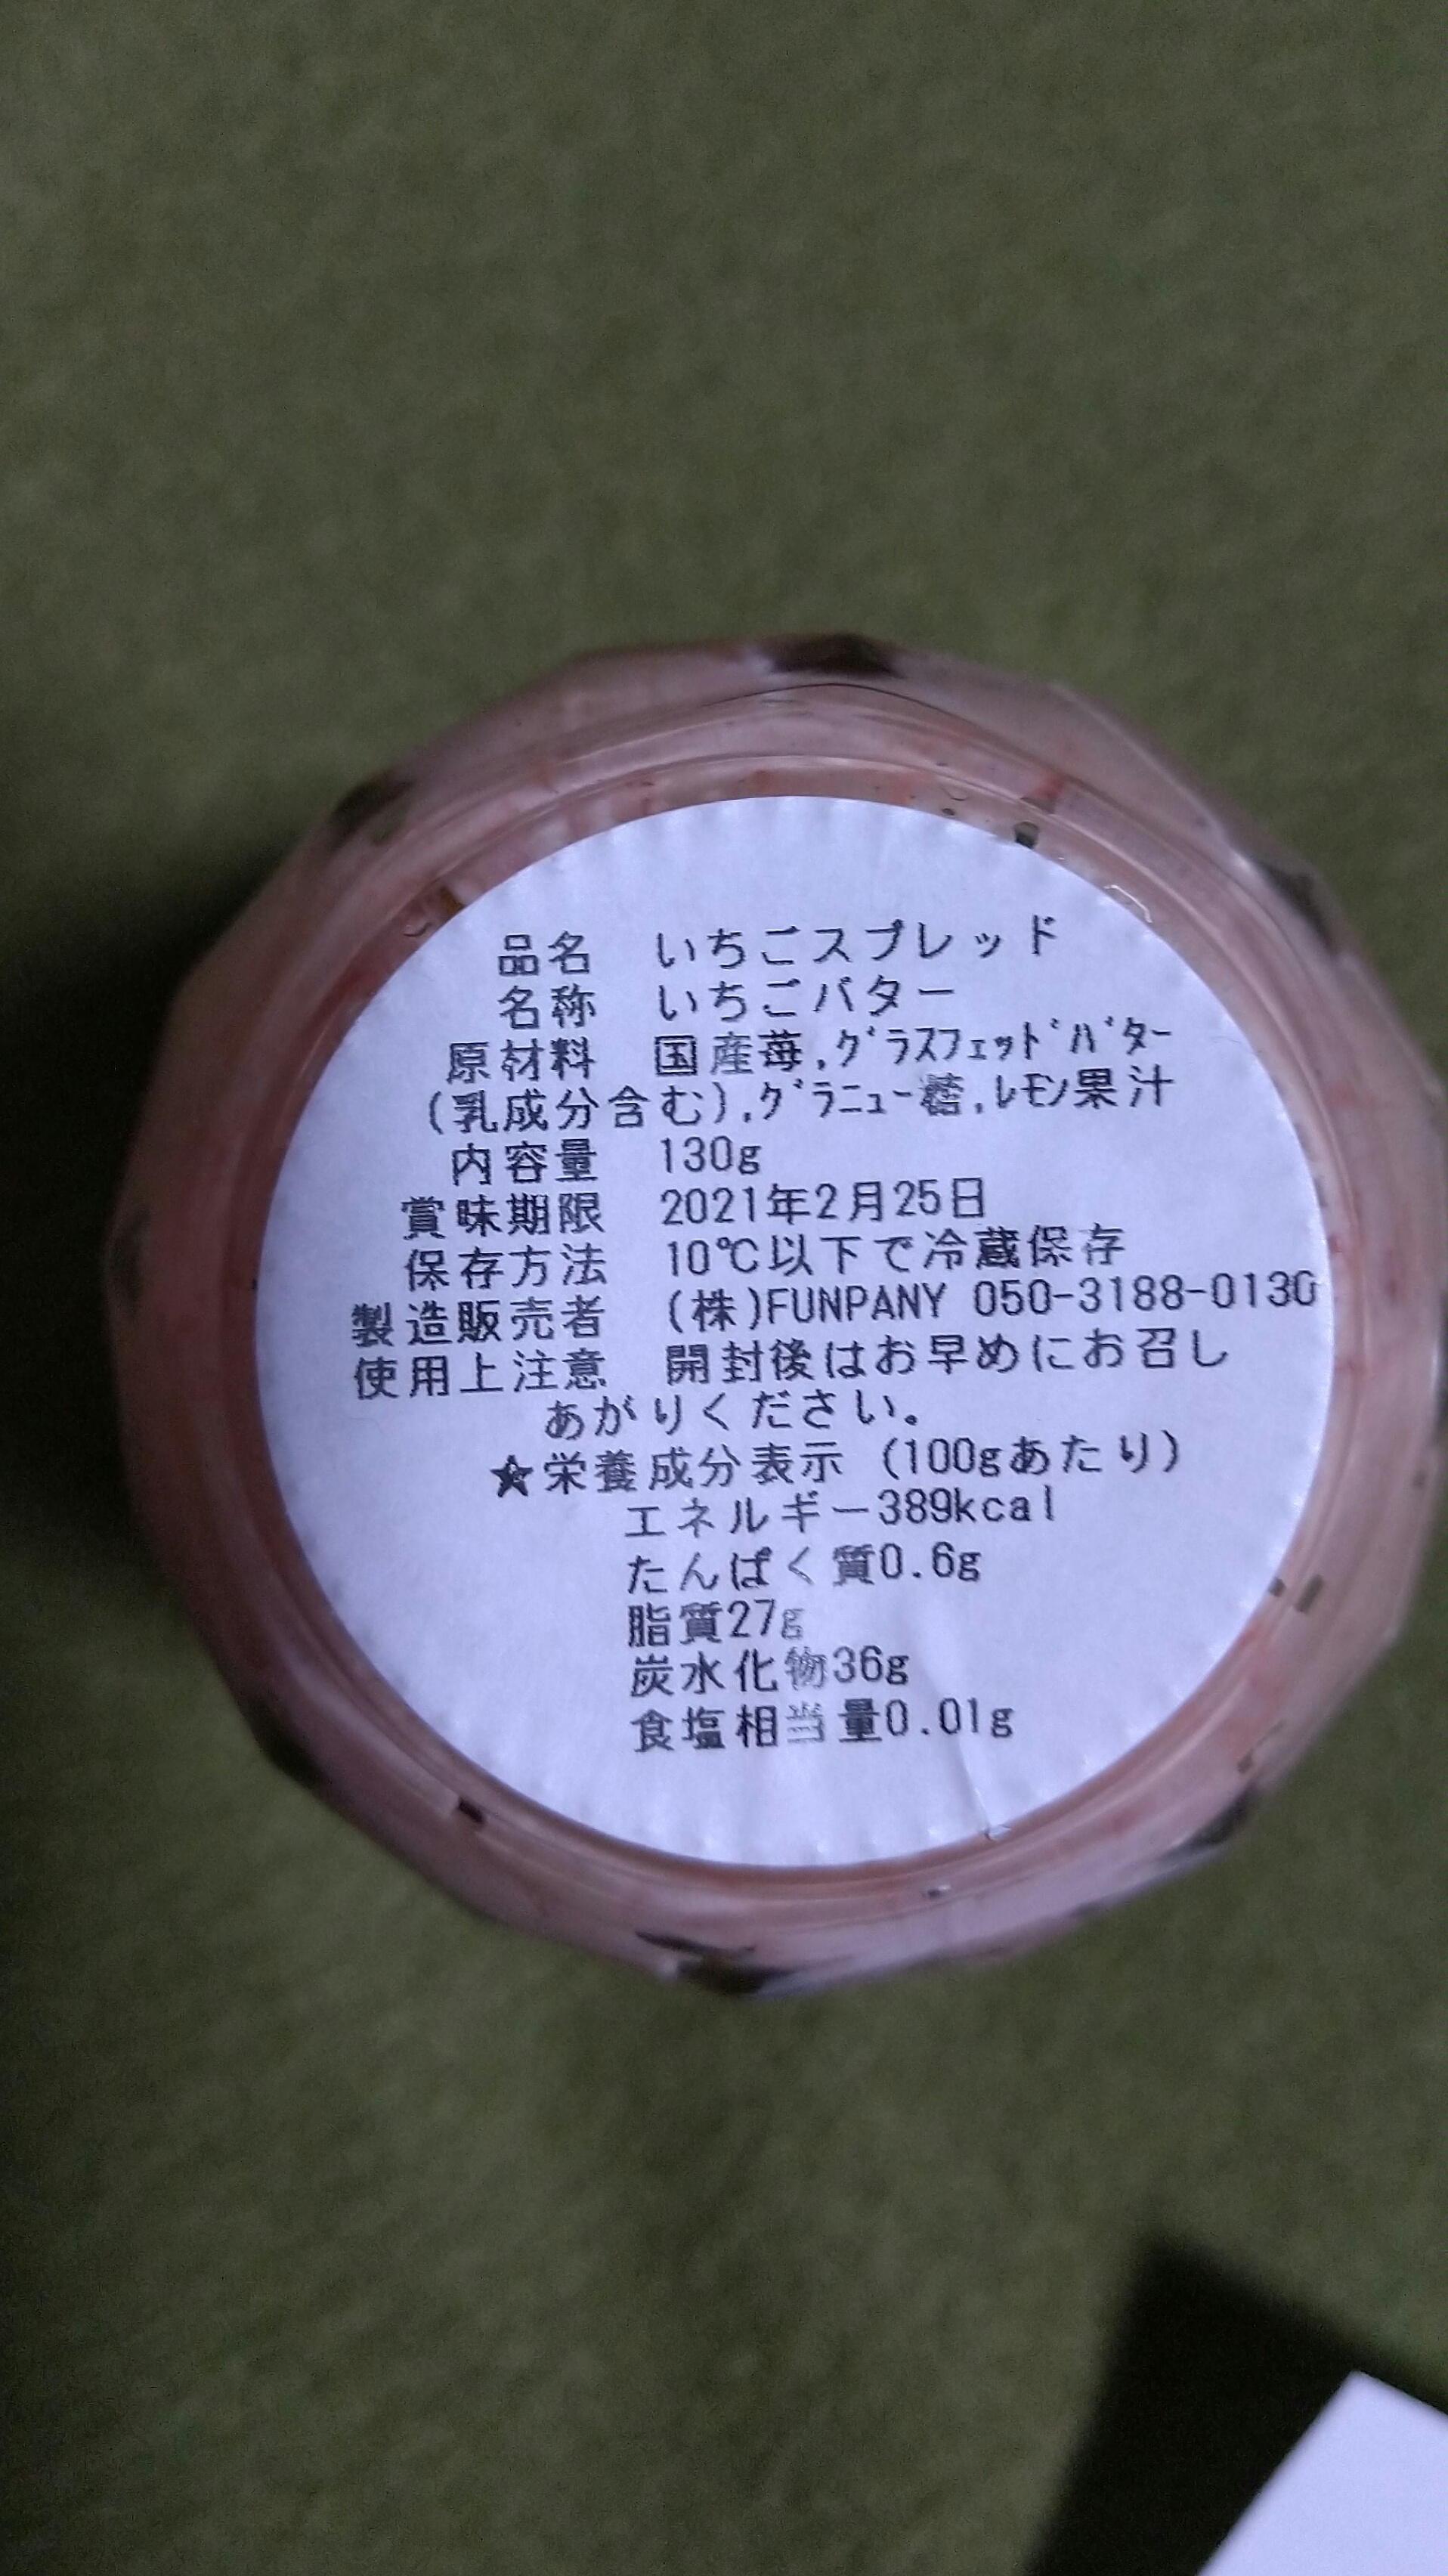 品名 いちごスプレッド
名称 いちごバター
原材料 国産苺,ｸﾞﾗｽﾌｪｯﾄﾞﾊﾞﾀｰ
(乳成分含む),ｸﾞﾗﾆｭｰ糖,ﾚﾓﾝ果汁
内容量 130g
賞味期限 2021年2月25日
保存方法 10℃以下で冷蔵保存
製造販売者 (株)FUNPANY 050-3188-0130
使用上注意 開封後はお早めにお召し
あがりください。
★栄養成分表示 (100gあたり)
エネルギー389kcal
たんぱく質0.6g
脂質27g
炭水化物36g
食塩相当量0.01g